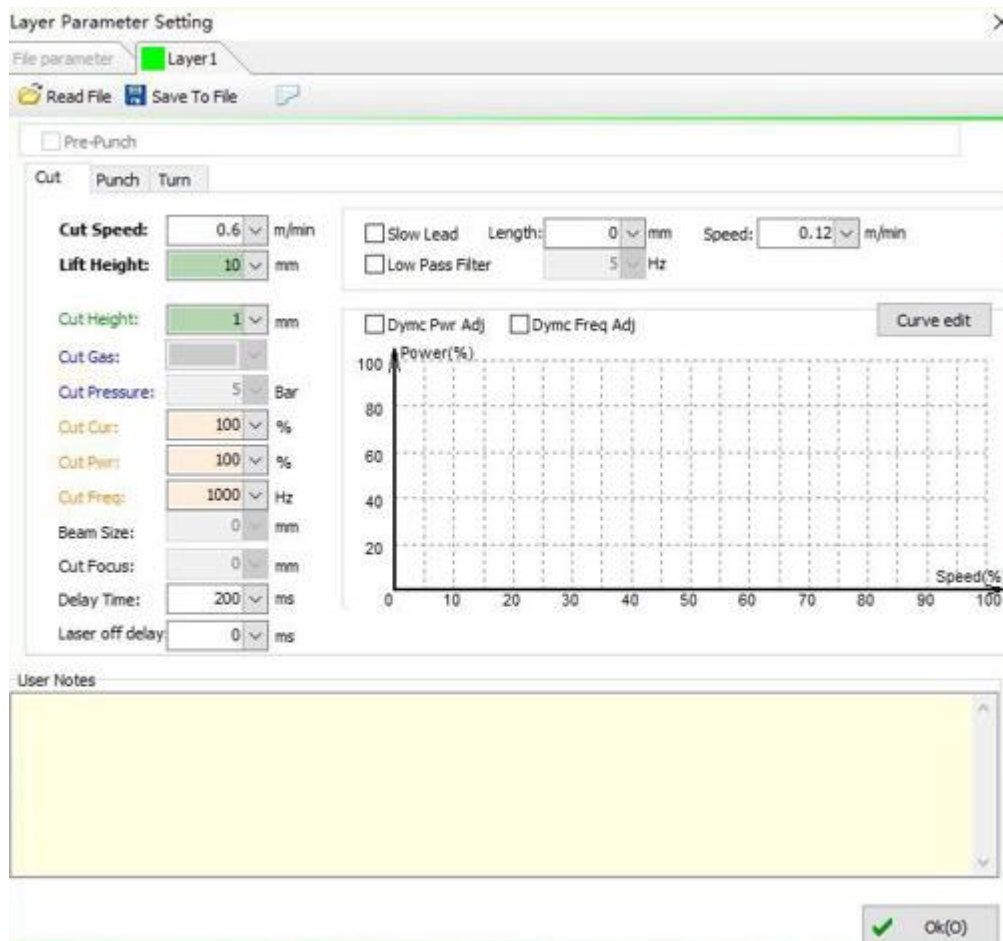 Layer Parameter Setting
File parameter Layer1
Read File Save To File
Pre-Punch
Cut Punch Turn
Cut Speed: 0.6 m/min
Lift Height: 10 mm
Slow Lead Length: 0 mm Speed: 0.12 m/min
Low Pass Filter 5 Hz
Cut Height: 1 mm
Cut Gas:
Cut Pressure: 5 Bar
Cut Cur: 100 %
Cut Pwr: 100 %
Cut Freq: 1000 Hz
Beam Size: 0 mm
Cut Focus: 0 mm
Delay Time: 200 ms
Laser off delay 0 ms
Dymc Pwr Adj Dymc Freq Adj Curve edit
Power(%)
100
80
60
40
20
Speed(%
0 10 20 30 40 50 60 70 80 90 100
User Notes
Ok(O)